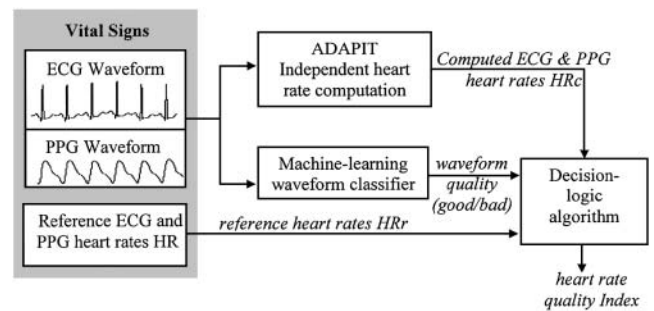 Vital Signs
ECG Waveform
PPG Waveform
Reference ECG and
PPG heart rates HR
ADAPIT
Independent heart
rate computation
Machine-learning
waveform classifier
Computed ECG & PPG
heart rates HRc
waveform
quality
(good/bad)
reference heart rates HRr
Decision-
logic
algorithm
heart rate
quality Index